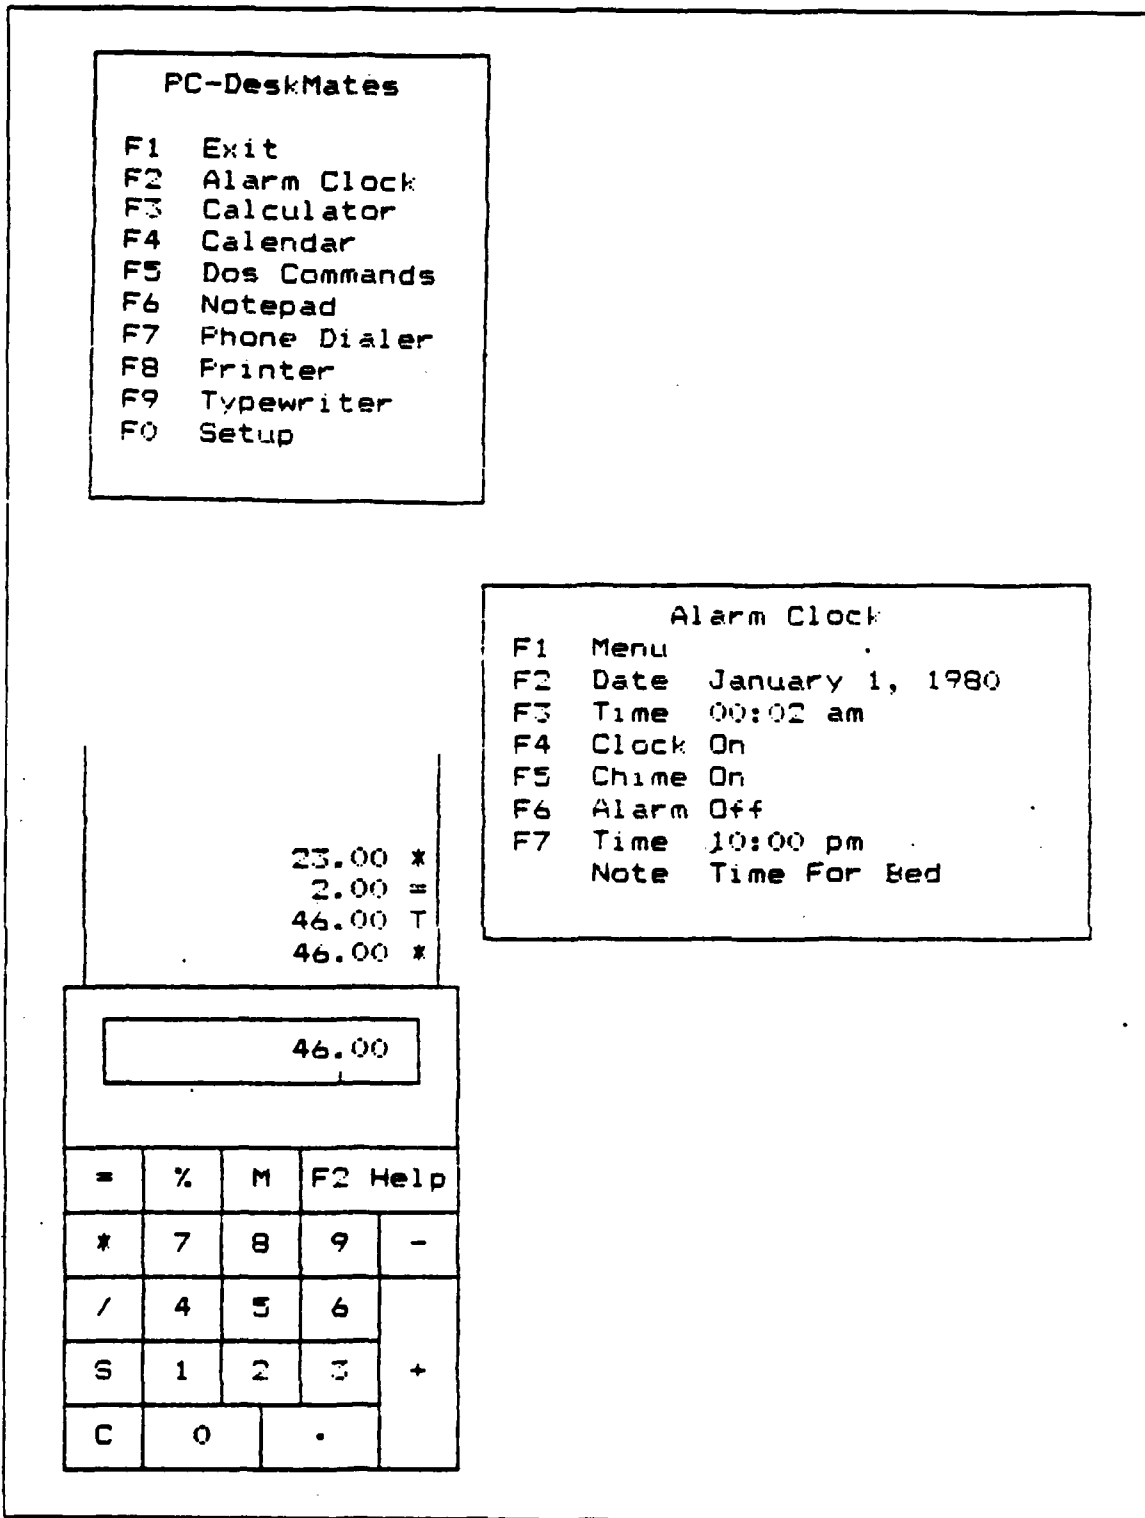 PC-DeskMates
F1 Exit
F2 Alarm Clock
F3 Calculator
F4 Calendar
F5 Dos Commands
F6 Notepad
F7 Phone Dialer
F8 Printer
F9 Typewriter
F0 Setup
Alarm Clock
F1 Menu
F2 Date January 1, 1980
F3 Time 00:02 am
F4 Clock On
F5 Chime On
F6 Alarm Off
F7 Time 10:00 pm
Note Time For Bed
23.00 *
2.00 =
46.00 T
46.00 *
46.00
= % M F2 Help
* 7 8 9 -
/ 4 5 6
S 1 2 3 +
C 0 .